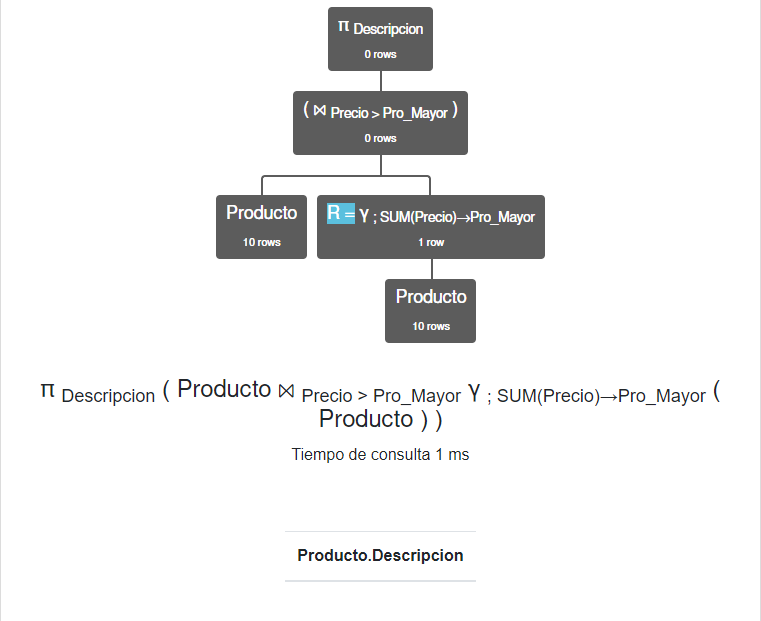 π Descripcion
0 rows
( ⋈ Precio > Pro_Mayor )
0 rows
Producto
10 rows
R = γ ; SUM(Precio)→Pro_Mayor
1 row
Producto
10 rows
π Descripcion ( Producto ⋈ Precio > Pro_Mayor γ ; SUM(Precio)→Pro_Mayor (
Producto ) )
Tiempo de consulta 1 ms
Producto.Descripcion